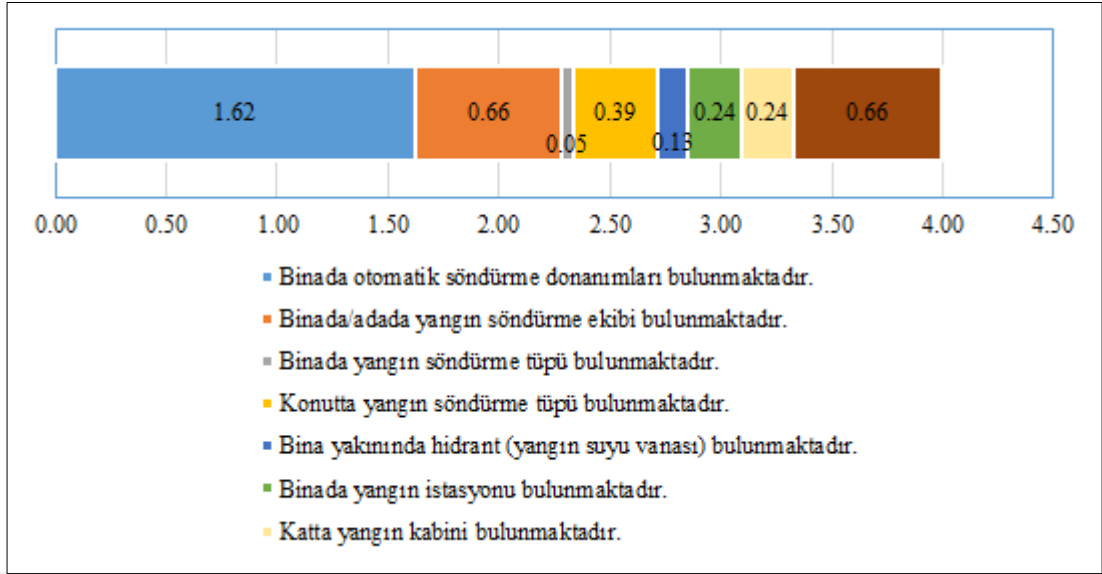 1.62 0.66 0.05 0.39 0.13 0.24 0.24 0.66
0.00 0.50 1.00 1.50 2.00 2.50 3.00 3.50 4.00 4.50
Binada otomatik söndürme donanımları bulunmaktadır.
Binada/adada yangın söndürme ekibi bulunmaktadır.
Binada yangın söndürme tüpü bulunmaktadır.
Konutta yangın söndürme tüpü bulunmaktadır.
Bina yakınında hidrant (yangın suyu vanası) bulunmaktadır.
Binada yangın istasyonu bulunmaktadır.
Katta yangın kabini bulunmaktadır.